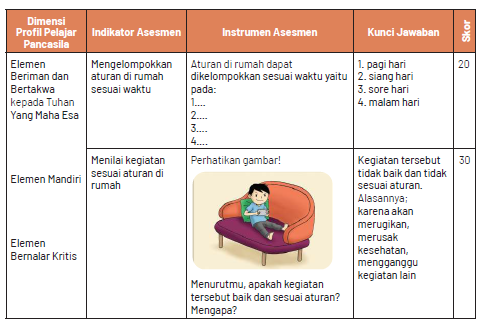 Dimensi
Profil Pelajar
Pancasila
Indikator Asesmen
Instrumen Asesmen
Kunci Jawaban
Skor
Elemen
Beriman dan
Bertakwa
kepada Tuhan
Yang Maha Esa
Mengelompokkan
aturan di rumah
sesuai waktu
Aturan di rumah dapat
dikelompokkan sesuai waktu yaitu
pada:
1....
2....
3....
4....
1. pagi hari
2. siang hari
3. sore hari
4. malam hari
20
Elemen Mandiri
Elemen
Bernalar Kritis
Menilai kegiatan
sesuai aturan di
rumah
Perhatikan gambar!
Menurutmu, apakah kegiatan
tersebut baik dan sesuai aturan?
Mengapa?
Kegiatan tersebut
tidak baik dan tidak
sesuai aturan.
Alasannya;
karena akan
merugikan,
merusak
kesehatan,
mengganggu
kegiatan lain
30